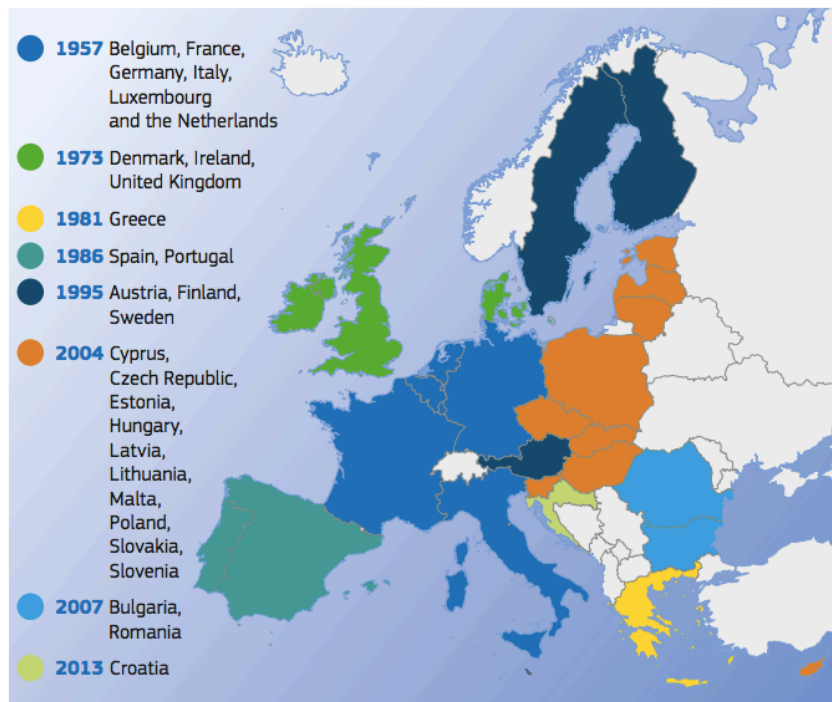 1957 Belgium, France,
Germany, Italy,
Luxembourg
and the Netherlands
1973 Denmark, Ireland,
United Kingdom
1981 Greece
1986 Spain, Portugal
1995 Austria, Finland,
Sweden
2004 Cyprus,
Czech Republic,
Estonia,
Hungary,
Latvia,
Lithuania,
Malta,
Poland,
Slovakia,
Slovenia
2007 Bulgaria,
Romania
2013 Croatia